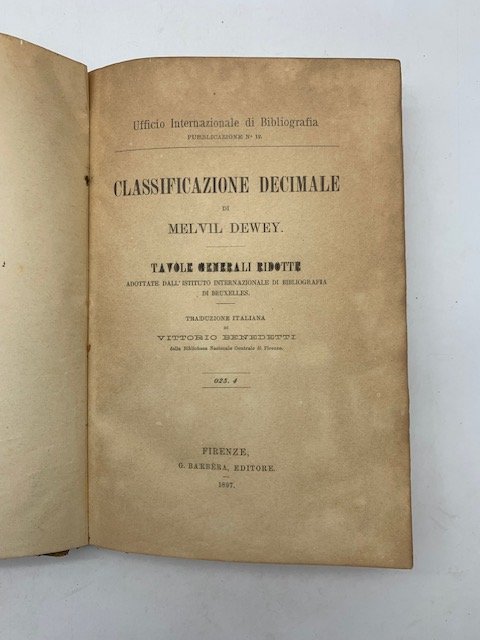 Ufficio Internazionale di Bibliografia
PUBBLICAZIONE N° 12.
CLASSIFICAZIONE DECIMALE
DI
MELVIL DEWEY.
TAVOLE GENERALI RIDOTTE
ADOTTATE DALL'ISTITUTO INTERNAZIONALE DI BIBLIOGRAFIA
DI BRUXELLES.
TRADUZIONE ITALIANA
DI
VITTORIO BENEDETTI
della Biblioteca Nazionale Centrale di Firenze.
025. 4
FIRENZE,
G. BARBÈRA, EDITORE.
1897.